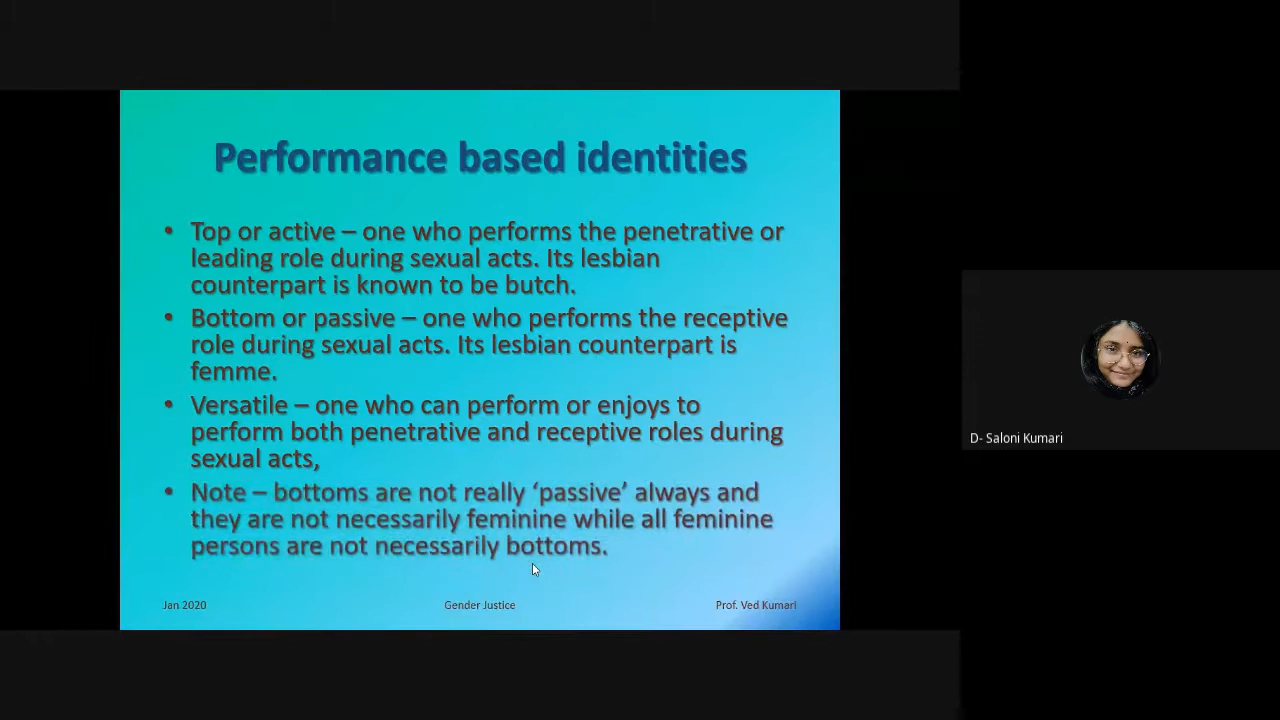 Performance based identities
• Top or active – one who performs the penetrative or
leading role during sexual acts. Its lesbian
counterpart is known to be butch.
• Bottom or passive – one who performs the receptive
role during sexual acts. Its lesbian counterpart is
femme.
• Versatile – one who can perform or enjoys to
perform both penetrative and receptive roles during
sexual acts,
• Note – bottoms are not really ‘passive’ always and
they are not necessarily feminine while all feminine
persons are not necessarily bottoms.
Jan 2020
Gender Justice
Prof. Ved Kumari
D- Saloni Kumari